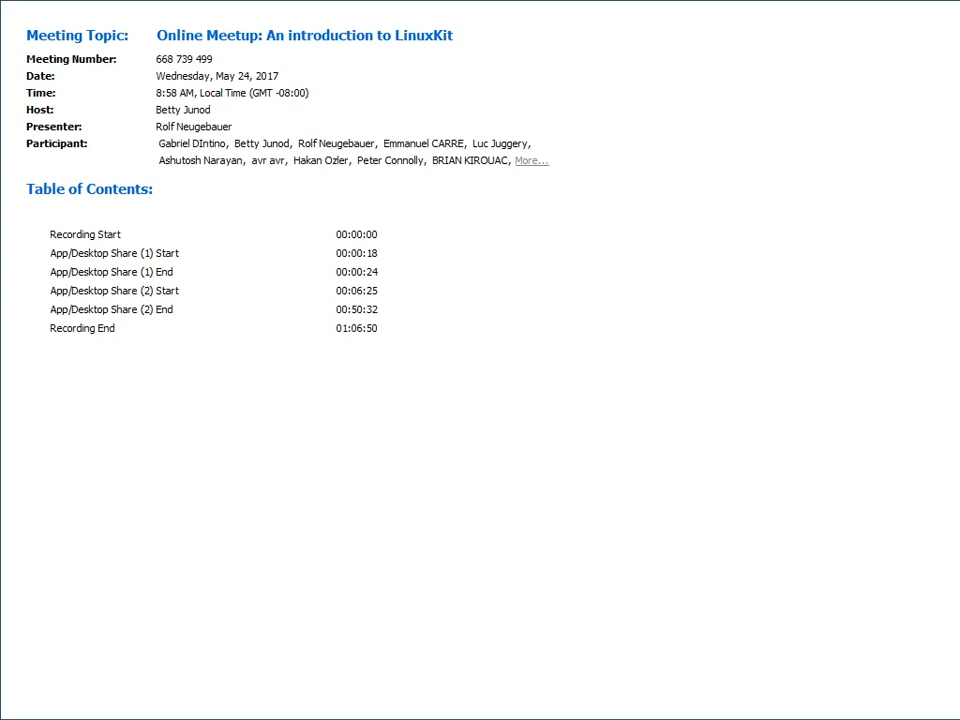 Meeting Topic: Online Meetup: An introduction to LinuxKit
Meeting Number: 668 739 499
Date: Wednesday, May 24, 2017
Time: 8:58 AM, Local Time (GMT -08:00)
Host: Betty Junod
Presenter: Rolf Neugebauer
Participant: Gabriel DIntino, Betty Junod, Rolf Neugebauer, Emmanuel CARRE, Luc Juggery,
Ashutosh Narayan, avr avr, Hakan Ozler, Peter Connolly, BRIAN KIROUAC, More...
Table of Contents:
Recording Start 00:00:00
App/Desktop Share (1) Start 00:00:18
App/Desktop Share (1) End 00:00:24
App/Desktop Share (2) Start 00:06:25
App/Desktop Share (2) End 00:50:32
Recording End 01:06:50